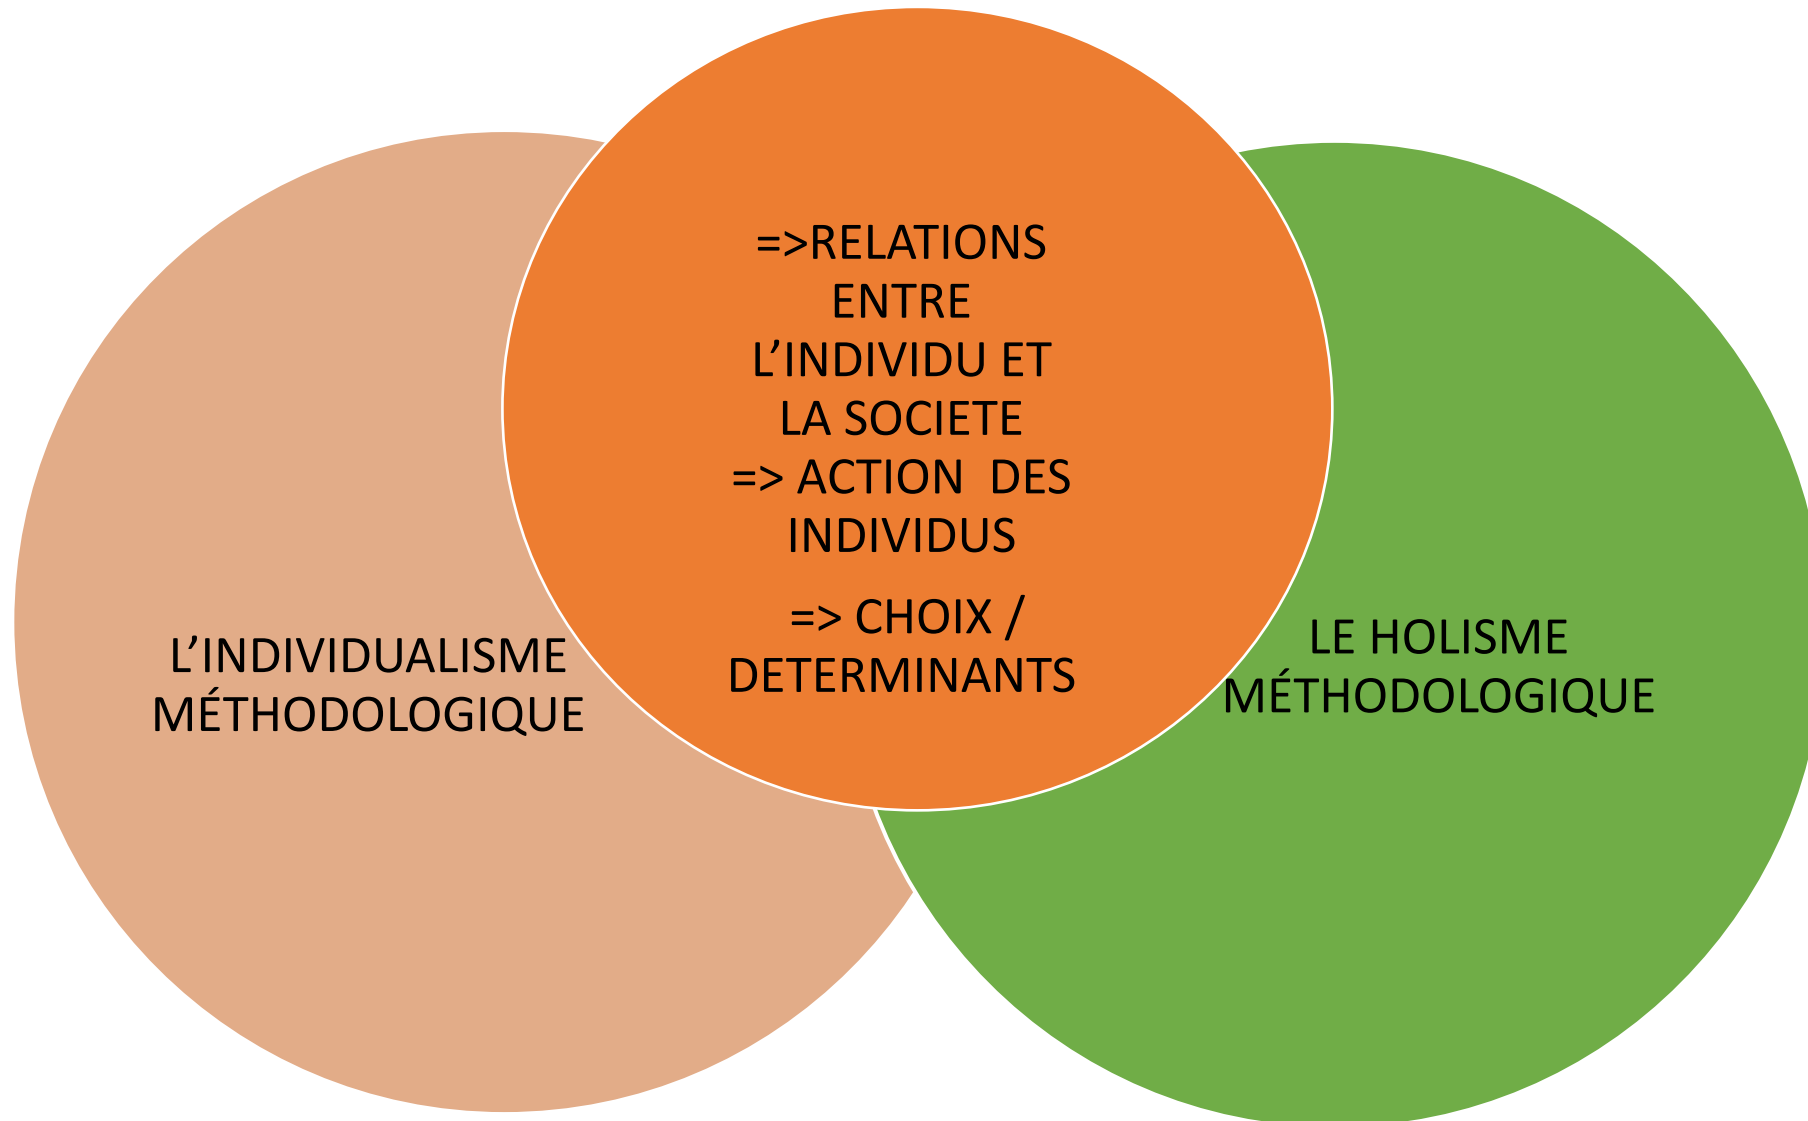 =>RELATIONS
ENTRE
L’INDIVIDU ET
LA SOCIETE
=> ACTION  DES
INDIVIDUS
=> CHOIX /
DETERMINANTS
L’INDIVIDUALISME
MÉTHODOLOGIQUE
LE HOLISME
MÉTHODOLOGIQUE